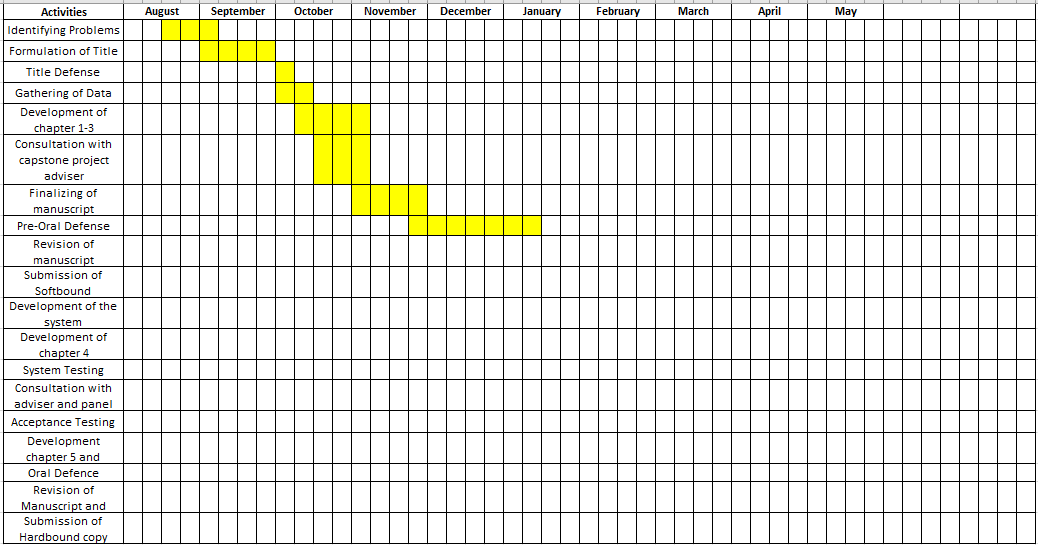 Activities August September October November December January February March April May
Identifying Problems
Formulation of Title
Title Defense
Gathering of Data
Development of
chapter 1-3
Consultation with
capstone project
adviser
Finalizing of
manuscript
Pre-Oral Defense
Revision of
manuscript
Submission of
Softbound
Development of the
system
Development of
chapter 4
System Testing
Consultation with
adviser and panel
Acceptance Testing
Development
chapter 5 and
Oral Defence
Revision of
Manuscript and
Submission of
Hardbound copy